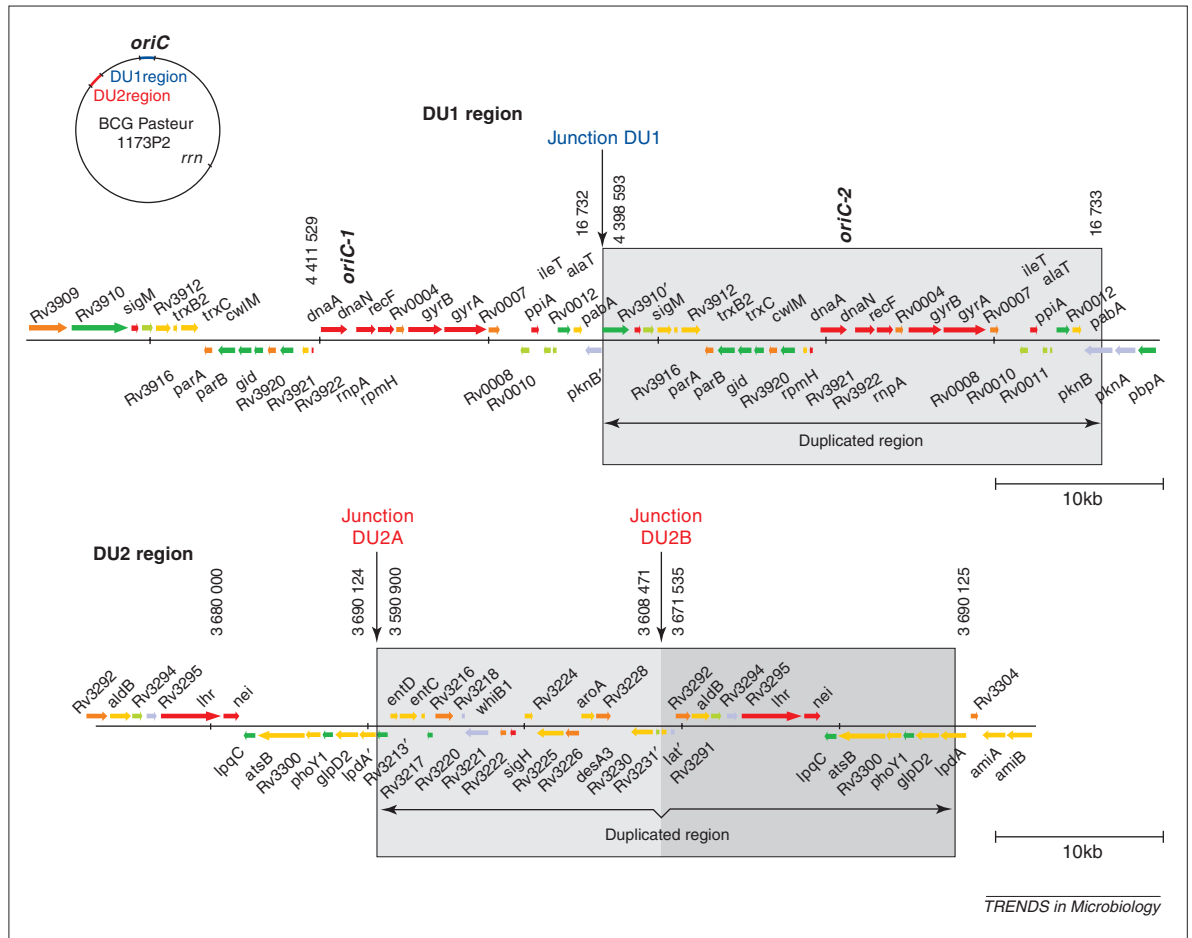 oriC
DU1region
DU2region
BCG Pasteur
1173P2
rrn
DU1 region
Junction DU1
4 411 529
oriC-1
16 732
4 398 593
oriC-2
16 733
ileT
alaT
ileT
alaT
Rv3909
Rv3910
sigM
Rv3912
trxB2
trxC
cwlM
dnaA
dnaN
recF
Rv0004
gyrB
gyrA
Rv0007
ppiA
Rv0012
pabA
Rv3910′
sigM
Rv3912
trxB2
trxC
cwlM
dnaA
dnaN
recF
Rv0004
gyrB
gyrA
Rv0007
ppiA
Rv0012
pabA
Rv3916
parA
parB
gid
Rv3920
Rv3921
Rv3922
rnpA
rpmH
Rv0008
Rv0010
pknB′
Rv3916
parA
parB
gid
Rv3920
rpmH
Rv3921
Rv3922
rnpA
Rv0008
Rv0010
Rv0011
pknB
pknA
pbpA
Duplicated region
10kb
DU2 region
Junction
DU2A
Junction
DU2B
3 680 000
3 690 124
3 590 900
3 608 471
3 671 535
3 690 125
Rv3292
aldB
Rv3294
Rv3295
lhr
nei
entD
entC
Rv3216
Rv3218
whlB1
Rv3224
aroA
Rv3228
Rv3292
aldB
Rv3294
Rv3295
lhr
nei
Rv3304
lpqC
atsB
Rv3300
phoY1
glpD2
lpdA′
Rv3213′
Rv3217
Rv3220
Rv3221
Rv3222
sigH
Rv3225
Rv3226
desA3
Rv3230
Rv3231′
lat′
Rv3291
lpqC
atsB
Rv3300
phoY1
glpD2
lpdA
amiA
amiB
Duplicated region
10kb
TRENDS in Microbiology